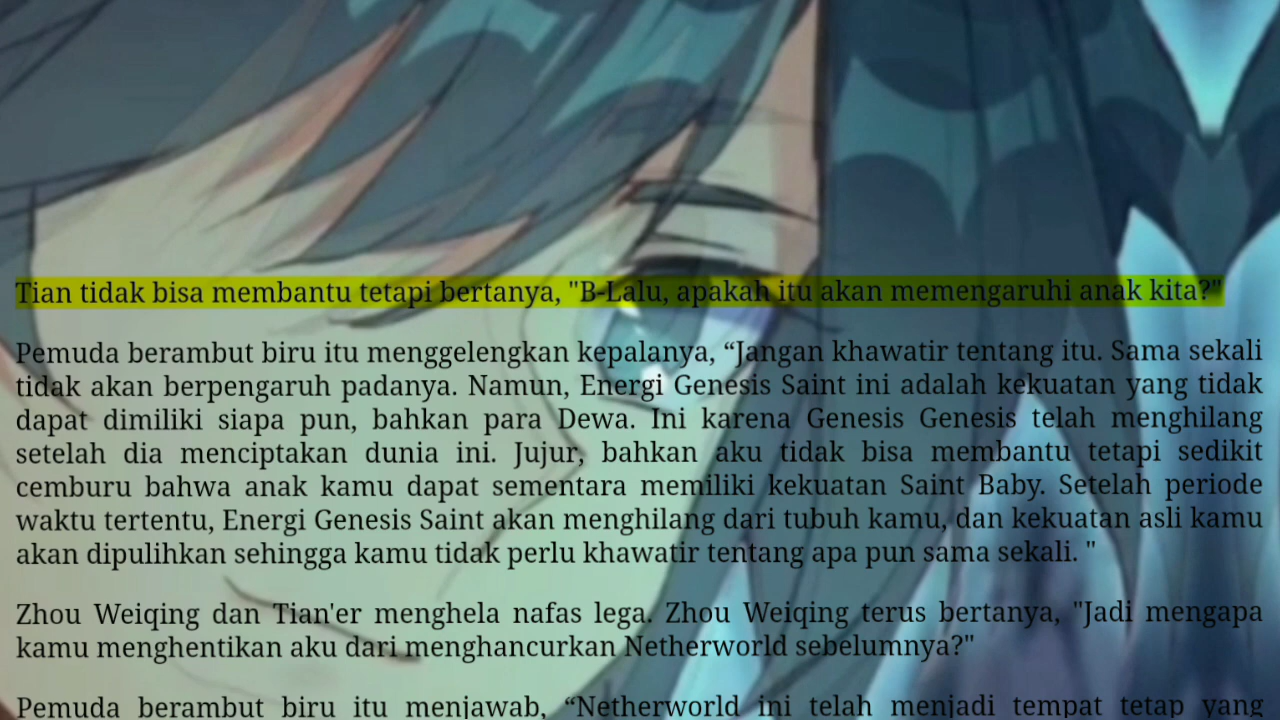 Tian tidak bisa membantu tetapi bertanya, "B-Lalu, apakah itu akan memengaruhi anak kita?"
Pemuda berambut biru itu menggelengkan kepalanya, “Jangan khawatir tentang itu. Sama sekali
tidak akan berpengaruh padanya. Namun, Energi Genesis Saint ini adalah kekuatan yang tidak
dapat dimiliki siapa pun, bahkan para Dewa. Ini karena Genesis Genesis telah menghilang
setelah dia menciptakan dunia ini. Jujur, bahkan aku tidak bisa membantu tetapi sedikit
cemburu bahwa anak kamu dapat sementara memiliki kekuatan Saint Baby. Setelah periode
waktu tertentu, Energi Genesis Saint akan menghilang dari tubuh kamu, dan kekuatan asli kamu
akan dipulihkan sehingga kamu tidak perlu khawatir tentang apa pun sama sekali. "
Zhou Weiqing dan Tian'er menghela nafas lega. Zhou Weiqing terus bertanya, "Jadi mengapa
kamu menghentikan aku dari menghancurkan Netherworld sebelumnya?"
Pemuda berambut biru itu menjawab, “Netherworld ini telah menjadi tempat tetap yang